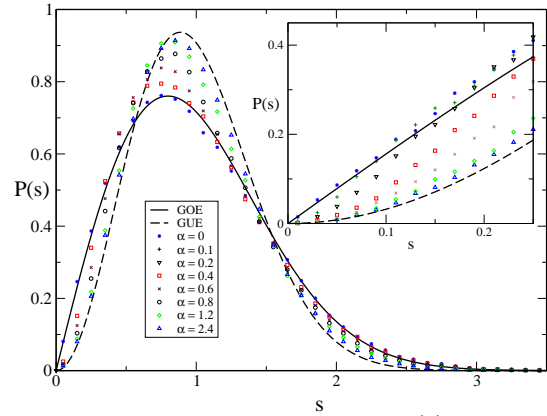 1
0.8
0.6
0.4
0.2
0
P(s)
0
1
2
3
s
GOE
GUE
α = 0
α = 0.1
α = 0.2
α = 0.4
α = 0.6
α = 0.8
α = 1.2
α = 2.4
0.4
0.2
0
P(s)
0
0.1
0.2
s